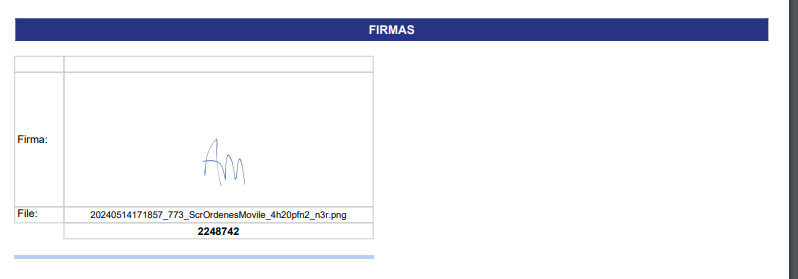 FIRMAS
Firma:
File: 20240514171857_773_ScrOrdenesMovile_4h20pfn2_n3r.png
2248742